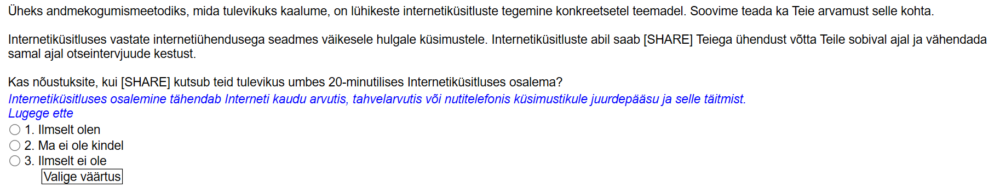 Üheks andmekogumismeetodiks, mida tulevikuks kaalume, on lühikeste internetiküsitluste tegemine konkreetsetel teemadel. Soovime teada ka Teie arvamust selle kohta.
Internetiküsitluses vastate internetiühendusega seadmes väikesele hulgale küsimustele. Internetiküsitluste abil saab [SHARE] Teiega ühendust võtta Teile sobival ajal ja vähendada
samal ajal otseintervjuude kestust.
Kas nõustuksite, kui [SHARE] kutsub teid tulevikus umbes 20-minutilises Internetiküsitluses osalema?
Internetiküsitluses osalemine tähendab Interneti kaudu arvutis, tahvelarvutis või nutitelefonis küsimustikule juurdepääsu ja selle täitmist.
Lugege ette
1. Ilmselt olen
2. Ma ei ole kindel
3. Ilmselt ei ole
Valige väärtus